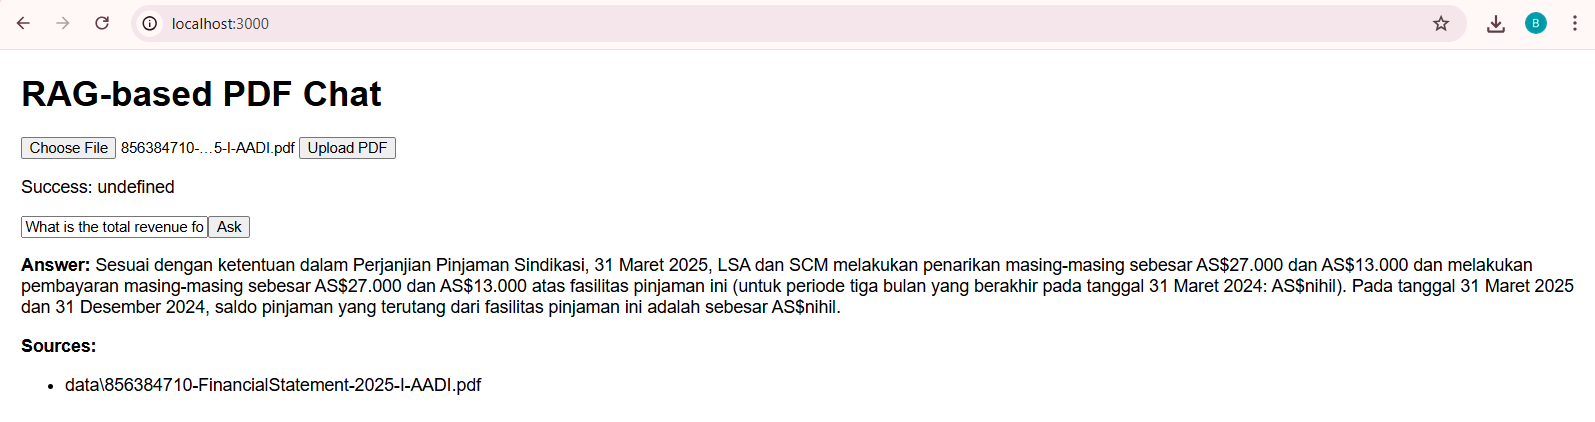 localhost:3000
B
RAG-based PDF Chat
Choose File 856384710-...5-I-AADI.pdf Upload PDF
Success: undefined
What is the total revenue fo Ask
Answer: Sesuai dengan ketentuan dalam Perjanjian Pinjaman Sindikasi, 31 Maret 2025, LSA dan SCM melakukan penarikan masing-masing sebesar AS$27.000 dan AS$13.000 dan melakukan
pembayaran masing-masing sebesar AS$27.000 dan AS$13.000 atas fasilitas pinjaman ini (untuk periode tiga bulan yang berakhir pada tanggal 31 Maret 2024: AS$nihil). Pada tanggal 31 Maret 2025
dan 31 Desember 2024, saldo pinjaman yang terutang dari fasilitas pinjaman ini adalah sebesar AS$nihil.
Sources:
• data\856384710-FinancialStatement-2025-I-AADI.pdf